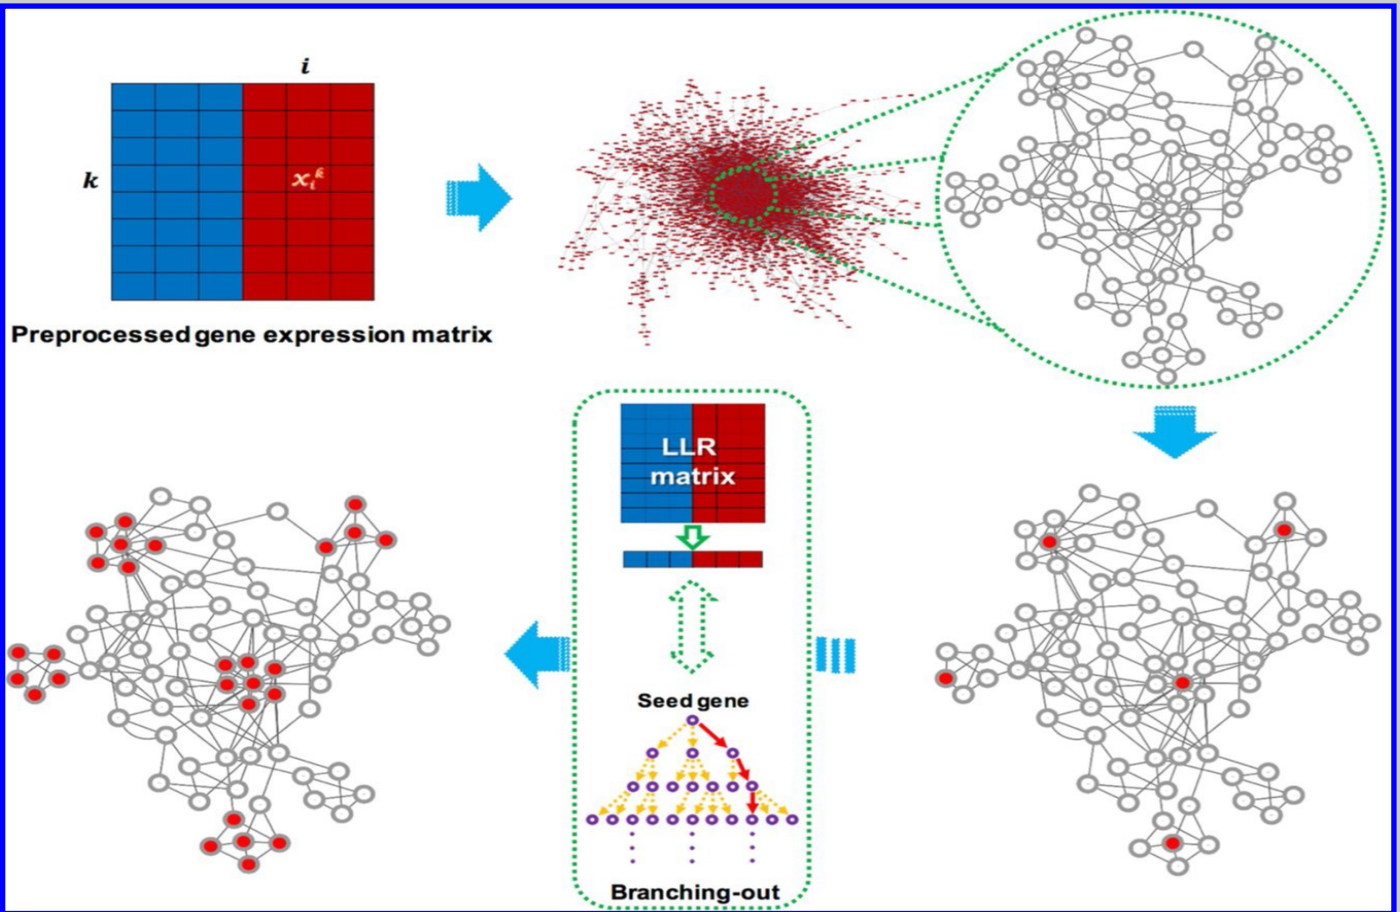 i
k
x_i^k
Preprocessed gene expression matrix
LLR
matrix
Seed gene
Branching-out